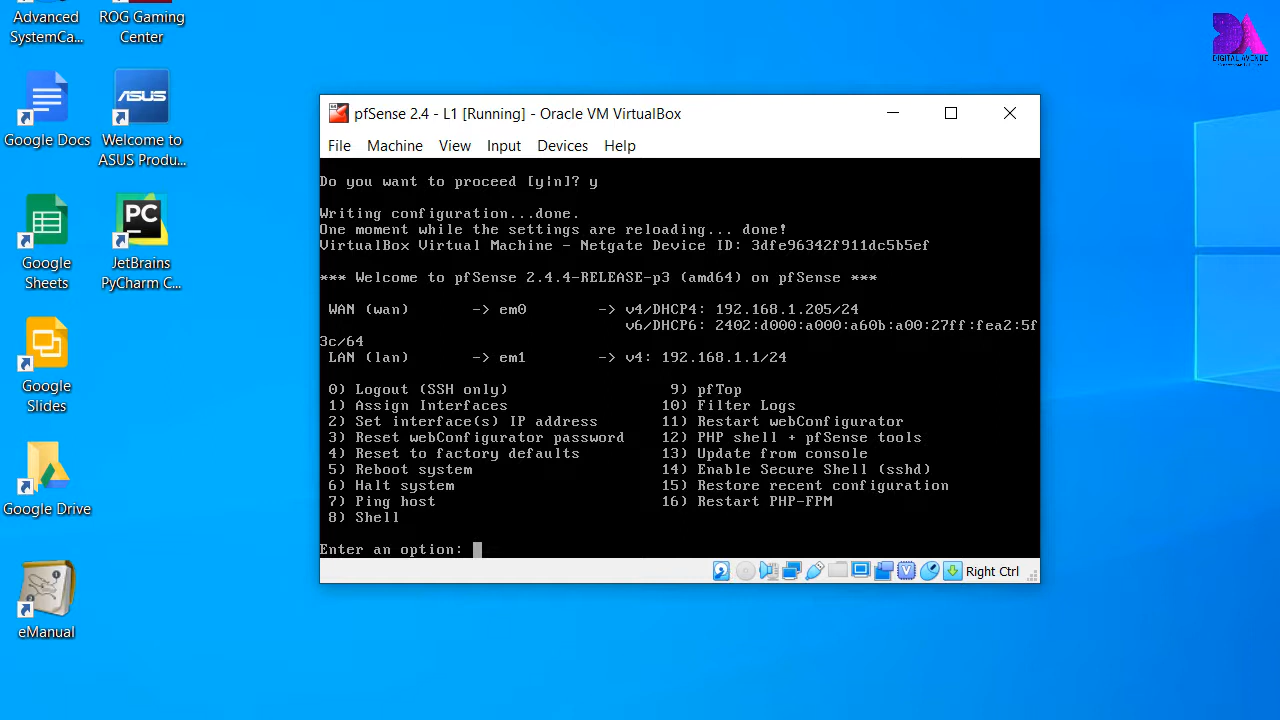 Advanced
SystemCa...
ROG Gaming
Center
Google Docs
ASUS
Welcome to
ASUS Produ...
Google
Sheets
PC
JetBrains
PyCharm C...
Google
Slides
Google Drive
eManual
DIGITAL AVENUE
pfSense 2.4 - L1 [Running] - Oracle VM VirtualBox
File Machine View Input Devices Help
Do you want to proceed [y|n]? y
Writing configuration...done.
One moment while the settings are reloading... done!
VirtualBox Virtual Machine - Netgate Device ID: 3dfe96342f911dc5b5ef
*** Welcome to pfSense 2.4.4-RELEASE-p3 (amd64) on pfSense ***
WAN (wan) -> em0 -> v4/DHCP4: 192.168.1.205/24
v6/DHCP6: 2402:d000:a000:a60b:a00:27ff:fea2:5f
3c/64
LAN (lan) -> em1 -> v4: 192.168.1.1/24
0) Logout (SSH only) 9) pfTop
1) Assign Interfaces 10) Filter Logs
2) Set interface(s) IP address 11) Restart webConfigurator
3) Reset webConfigurator password 12) PHP shell + pfSense tools
4) Reset to factory defaults 13) Update from console
5) Reboot system 14) Enable Secure Shell (sshd)
6) Halt system 15) Restore recent configuration
7) Ping host 16) Restart PHP-FPM
8) Shell
Enter an option:
Right Ctrl